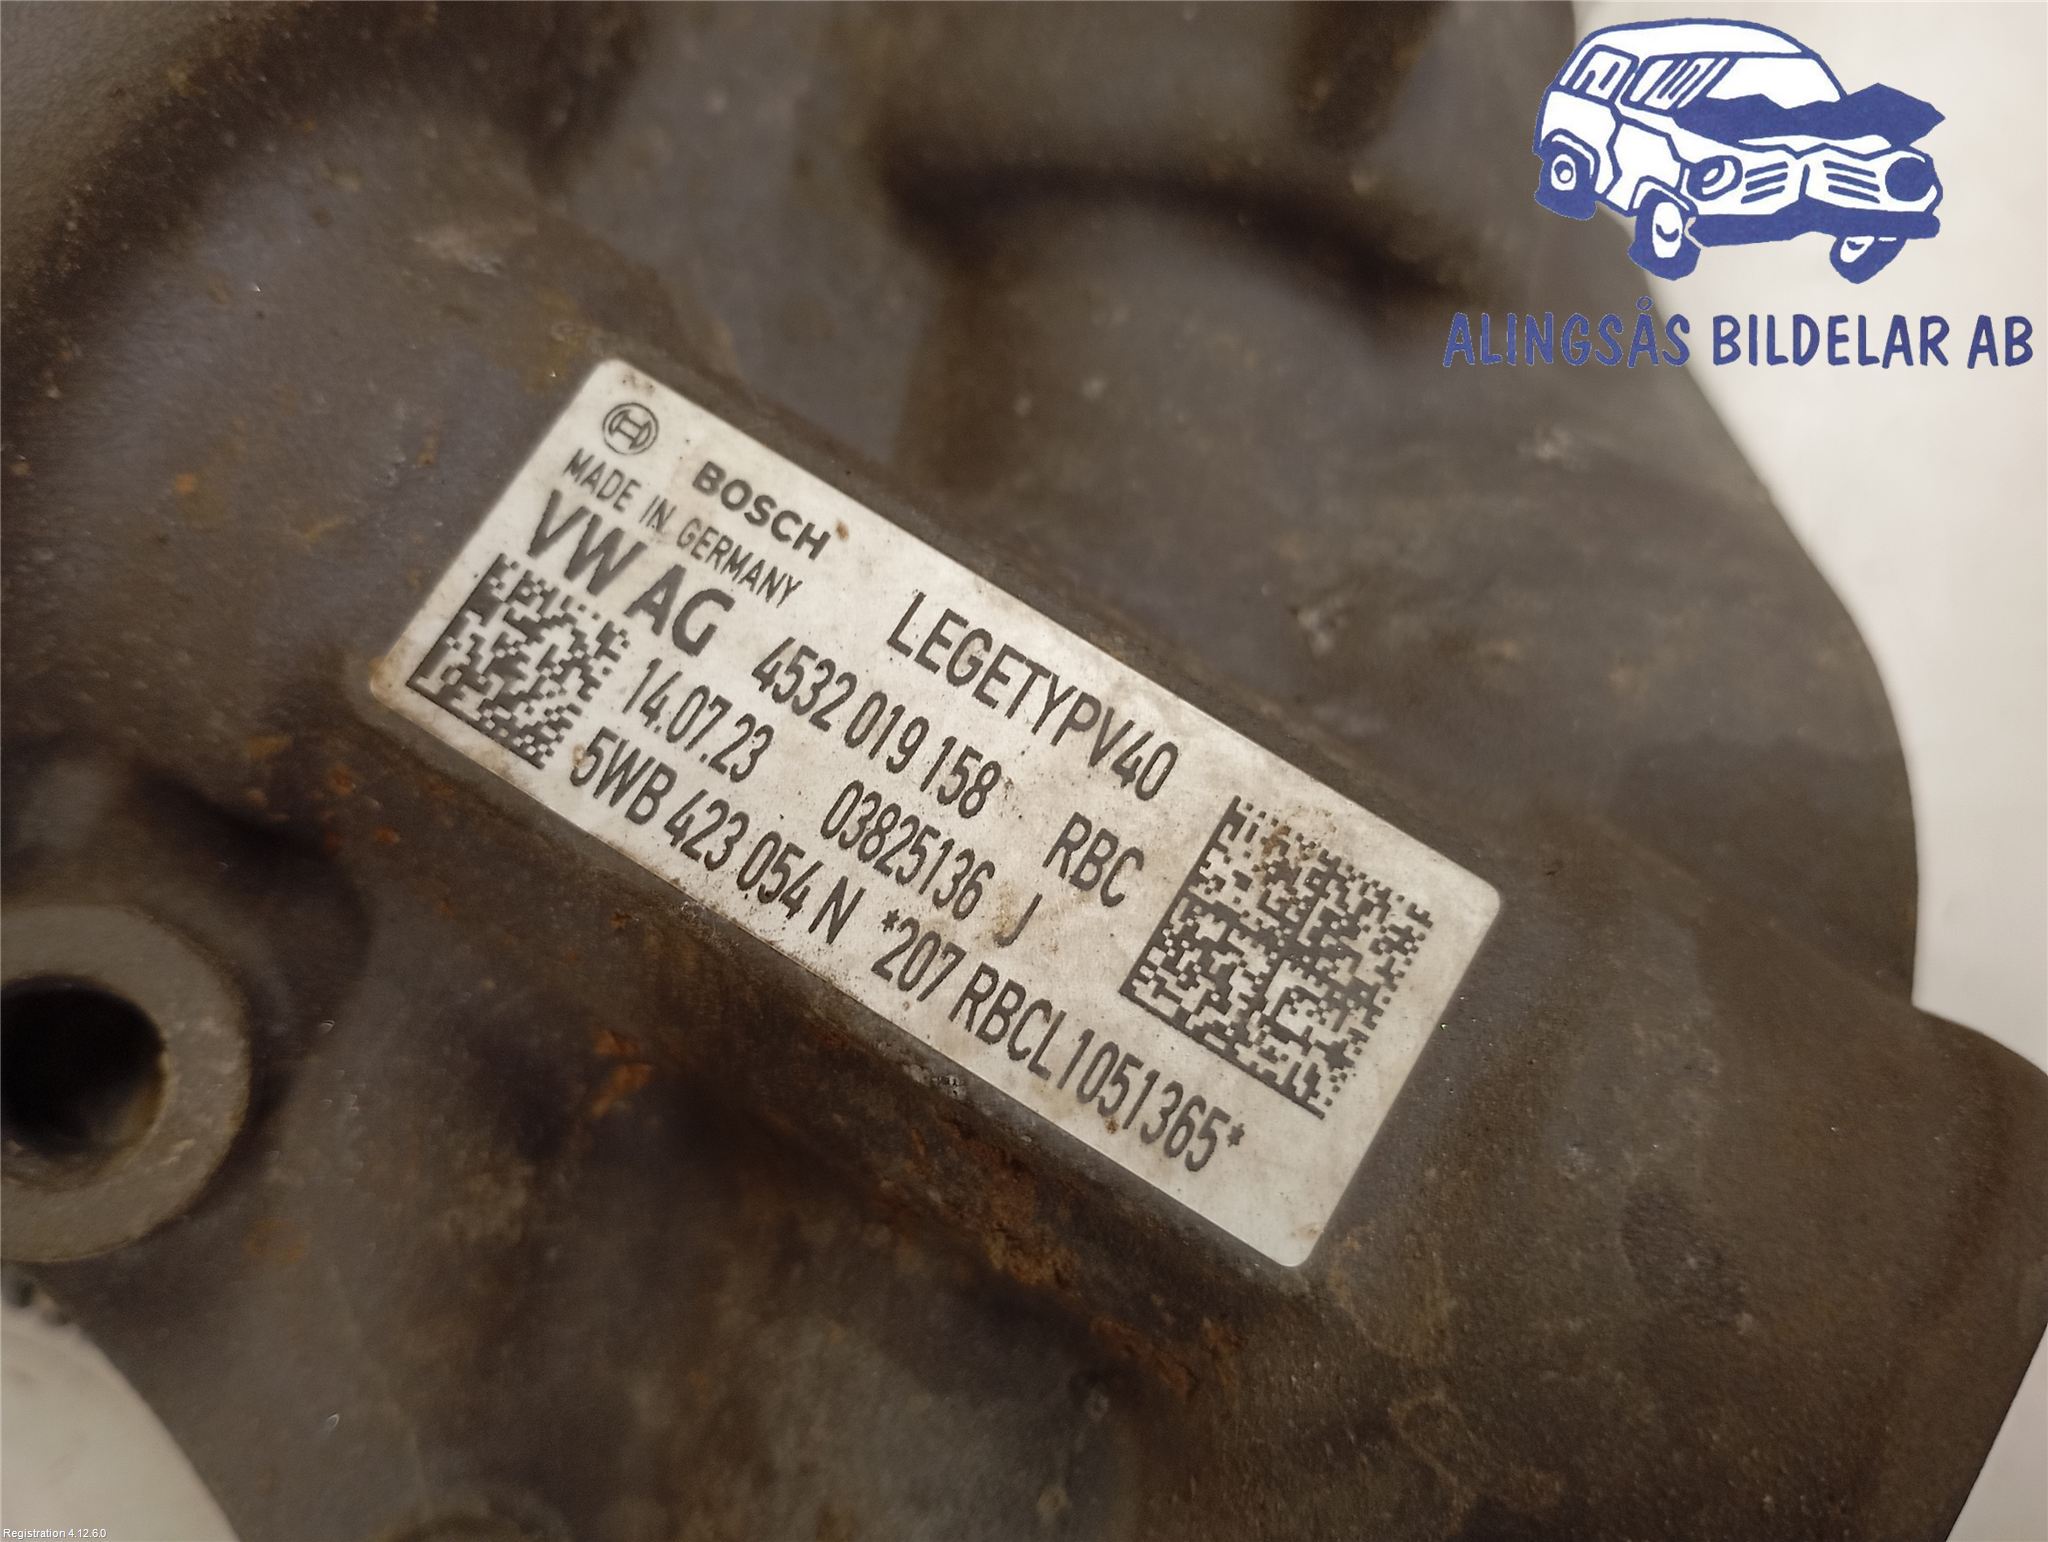 ALINGSÅS BILDELAR AB
BOSCH
MADE IN GERMANY
LEGETYPV40
VW AG 4532 019 158 RBC
14.07.23 03825136 J
5WB 423 054 N *207 RBCL1051365*
Registration 4.12.6.0